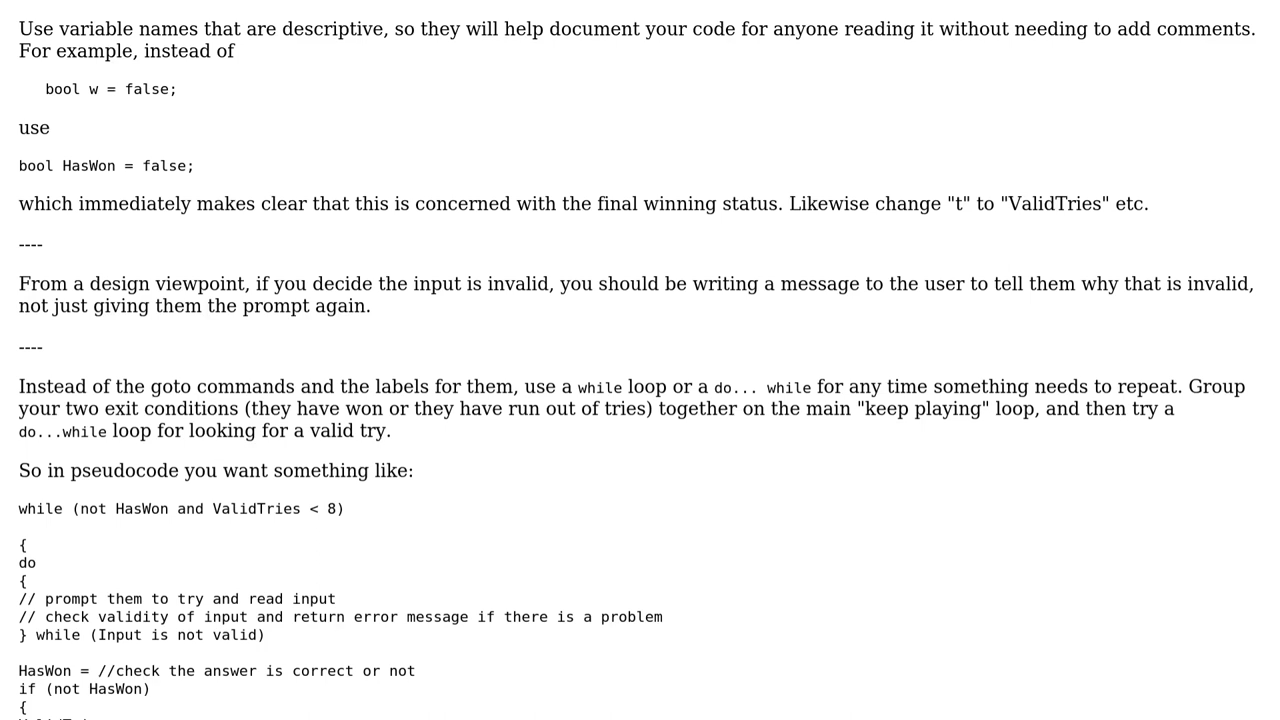 Use variable names that are descriptive, so they will help document your code for anyone reading it without needing to add comments.
For example, instead of
bool w = false;
use
bool HasWon = false;
which immediately makes clear that this is concerned with the final winning status. Likewise change "t" to "ValidTries" etc.
----
From a design viewpoint, if you decide the input is invalid, you should be writing a message to the user to tell them why that is invalid,
not just giving them the prompt again.
----
Instead of the goto commands and the labels for them, use a while loop or a do... while for any time something needs to repeat. Group
your two exit conditions (they have won or they have run out of tries) together on the main "keep playing" loop, and then try a
do...while loop for looking for a valid try.
So in pseudocode you want something like:
while (not HasWon and ValidTries < 8)
{
do
{
// prompt them to try and read input
// check validity of input and return error message if there is a problem
} while (Input is not valid)
HasWon = //check the answer is correct or not
if (not HasWon)
{